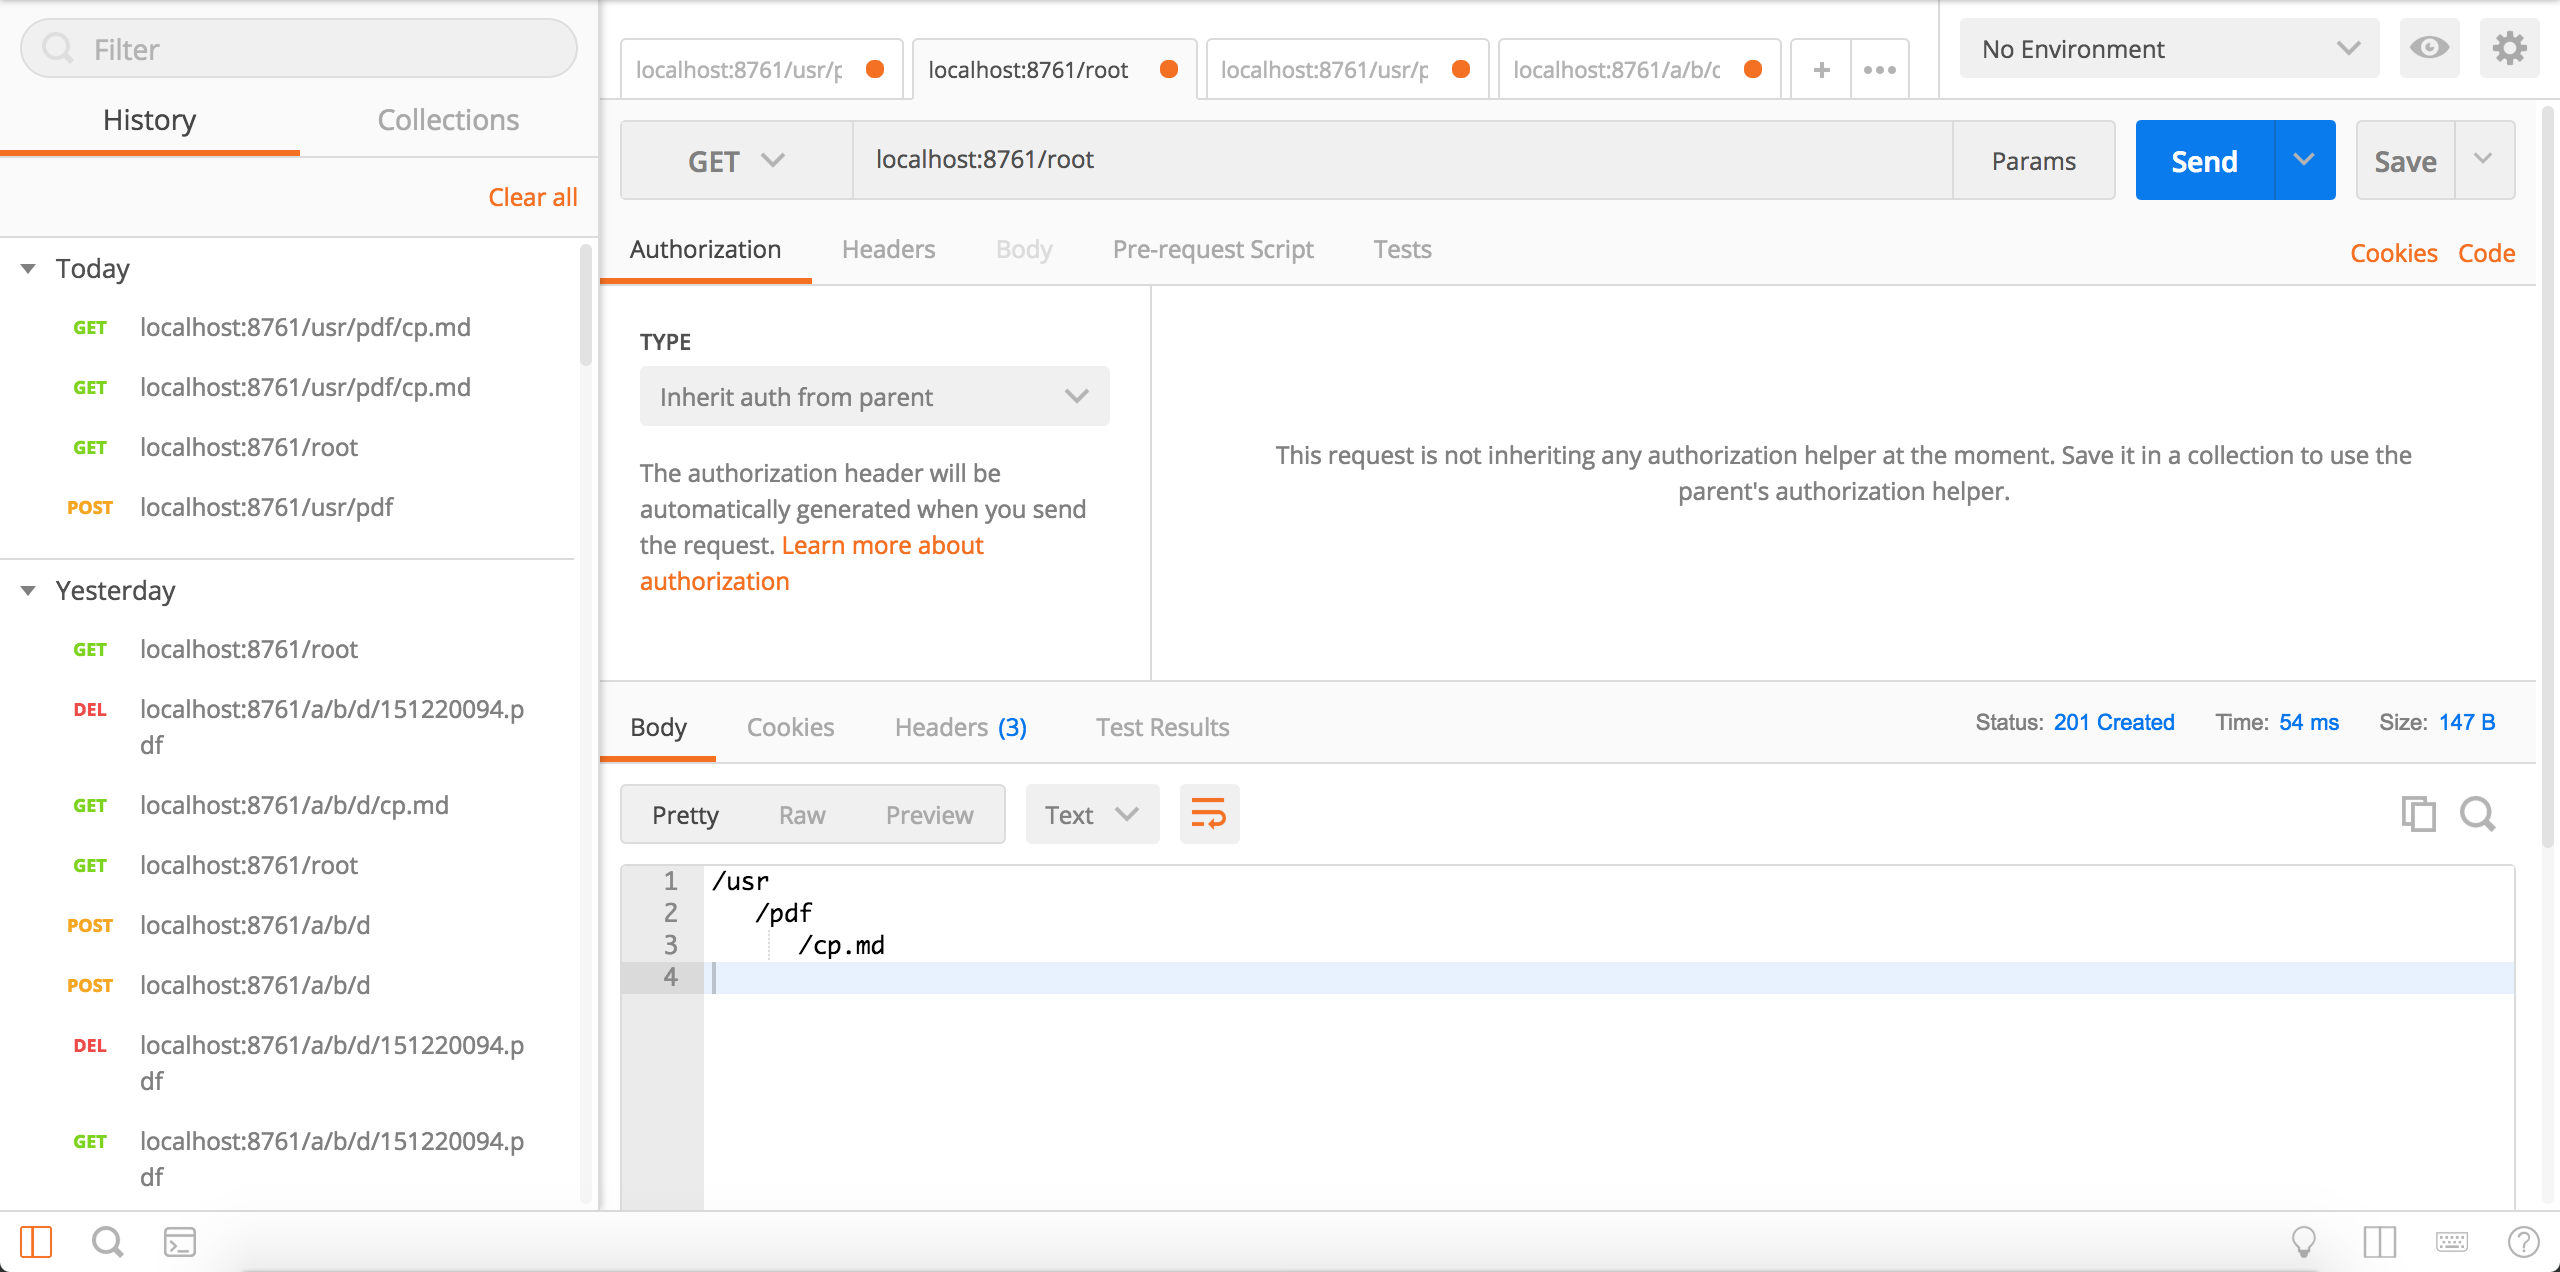 Filter
History
Collections
Clear all
Today
GET localhost:8761/usr/pdf/cp.md
GET localhost:8761/usr/pdf/cp.md
GET localhost:8761/root
POST localhost:8761/usr/pdf
Yesterday
GET localhost:8761/root
DEL localhost:8761/a/b/d/151220094.p
df
GET localhost:8761/a/b/d/cp.md
GET localhost:8761/root
POST localhost:8761/a/b/d
POST localhost:8761/a/b/d
DEL localhost:8761/a/b/d/151220094.p
df
GET localhost:8761/a/b/d/151220094.p
df
localhost:8761/usr/p
localhost:8761/root
localhost:8761/usr/p
localhost:8761/a/b/c
No Environment
GET
localhost:8761/root
Params
Send
Save
Authorization
Headers
Body
Pre-request Script
Tests
Cookies
Code
TYPE
Inherit auth from parent
The authorization header will be
automatically generated when you send
the request. Learn more about
authorization
This request is not inheriting any authorization helper at the moment. Save it in a collection to use the
parent's authorization helper.
Body
Cookies
Headers (3)
Test Results
Status: 201 Created
Time: 54 ms
Size: 147 B
Pretty
Raw
Preview
Text
1 /usr
2 /pdf
3 /cp.md
4